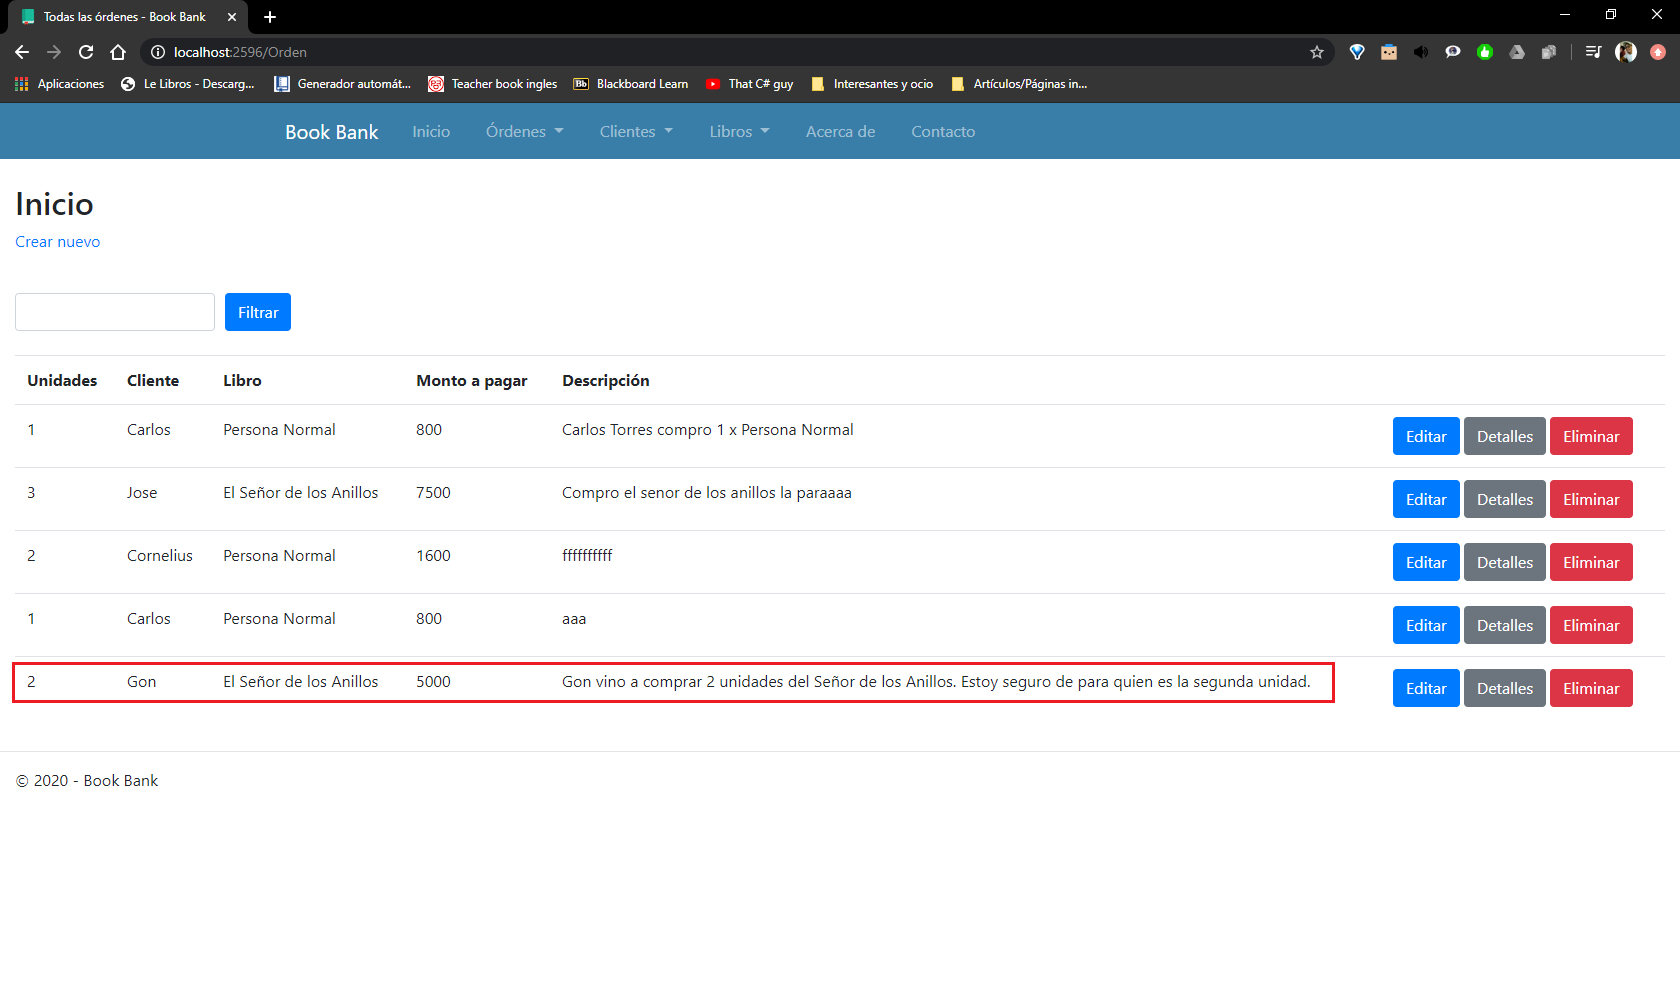 Todas las órdenes - Book Bank
localhost:2596/Orden
Aplicaciones Le Libros - Descarg... Generador automát... Teacher book ingles Bb Blackboard Learn That C# guy Interesantes y ocio Artículos/Páginas in...
Book Bank Inicio Órdenes Clientes Libros Acerca de Contacto
Inicio
Crear nuevo
Filtrar
Unidades Cliente Libro Monto a pagar Descripción
1 Carlos Persona Normal 800 Carlos Torres compro 1 x Persona Normal Editar Detalles Eliminar
3 Jose El Señor de los Anillos 7500 Compro el senor de los anillos la paraaaa Editar Detalles Eliminar
2 Cornelius Persona Normal 1600 ffffffffff Editar Detalles Eliminar
1 Carlos Persona Normal 800 aaa Editar Detalles Eliminar
2 Gon El Señor de los Anillos 5000 Gon vino a comprar 2 unidades del Señor de los Anillos. Estoy seguro de para quien es la segunda unidad. Editar Detalles Eliminar
© 2020 - Book Bank